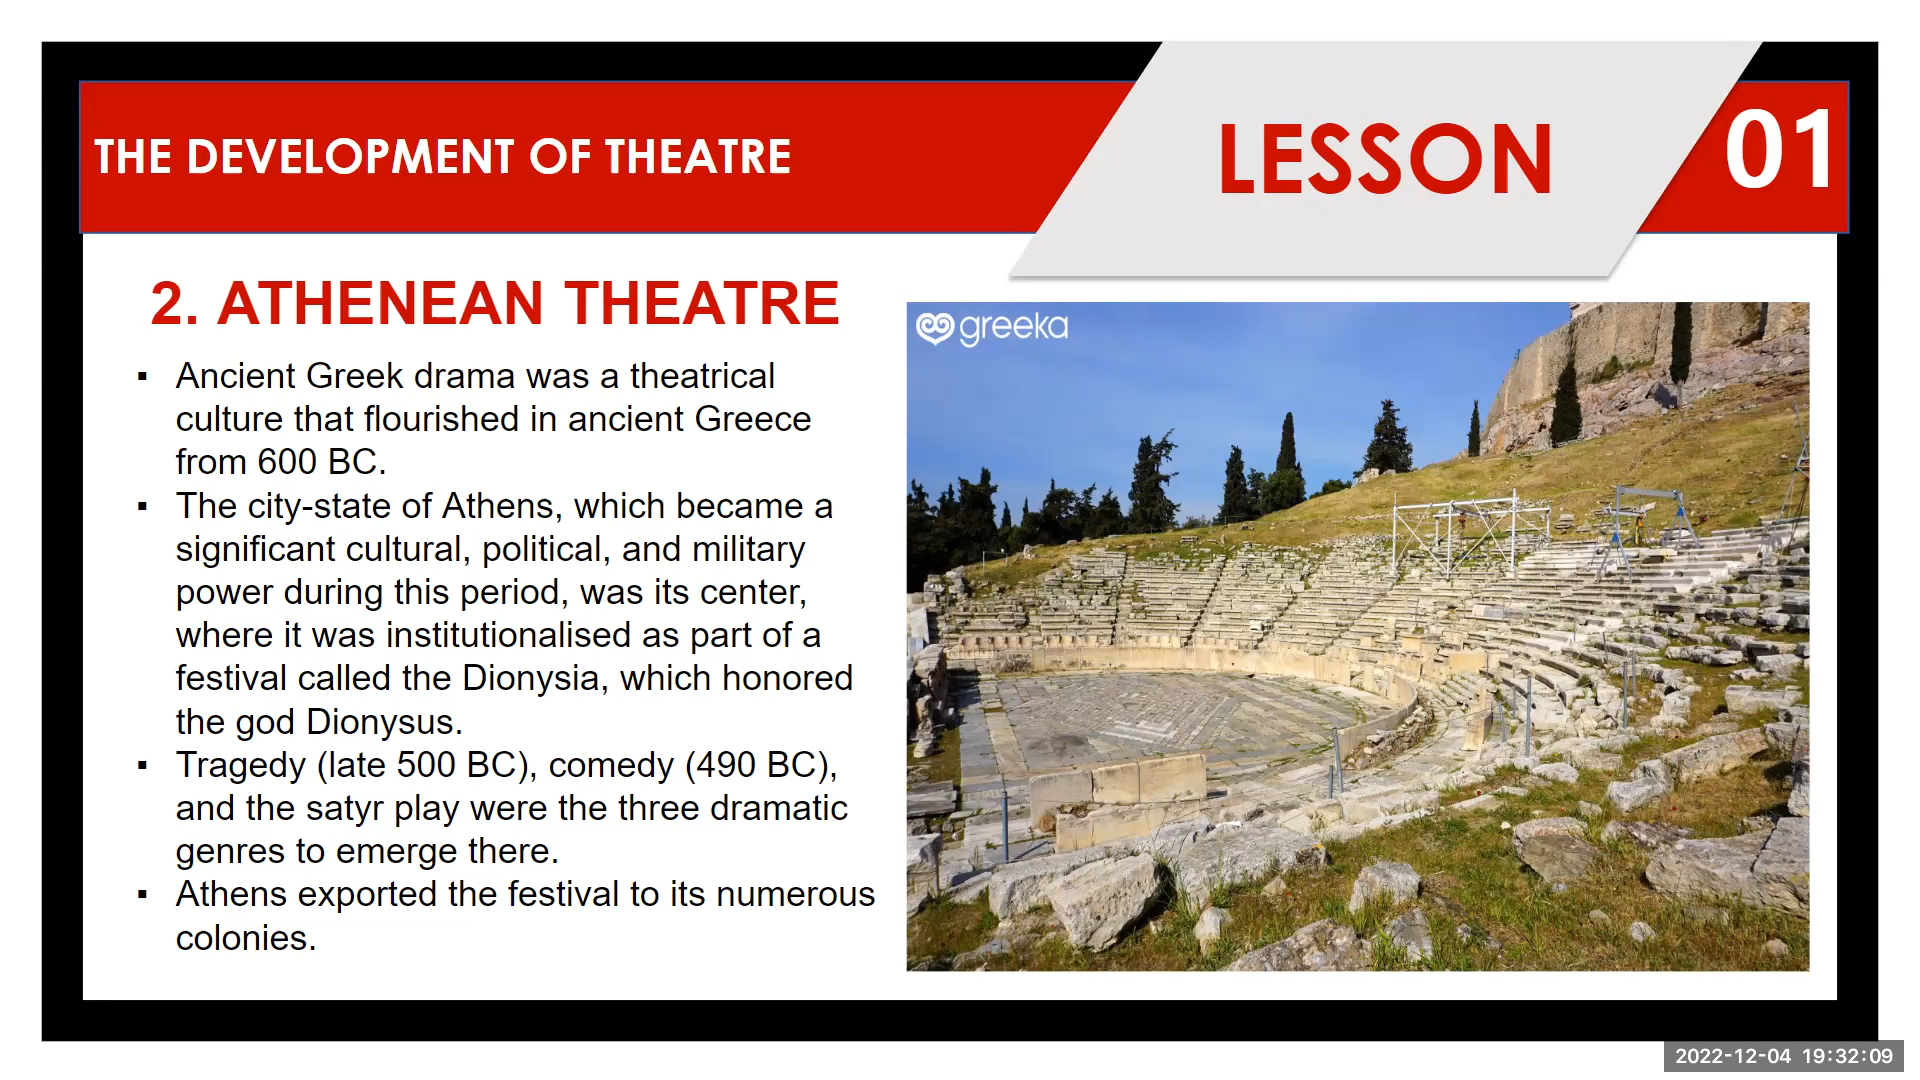 THE DEVELOPMENT OF THEATRE
LESSON
01
2. ATHENEAN THEATRE
▪ Ancient Greek drama was a theatrical
culture that flourished in ancient Greece
from 600 BC.
▪ The city-state of Athens, which became a
significant cultural, political, and military
power during this period, was its center,
where it was institutionalised as part of a
festival called the Dionysia, which honored
the god Dionysus.
▪ Tragedy (late 500 BC), comedy (490 BC),
and the satyr play were the three dramatic
genres to emerge there.
▪ Athens exported the festival to its numerous
colonies.
greeka
2022-12-04 19:32:09